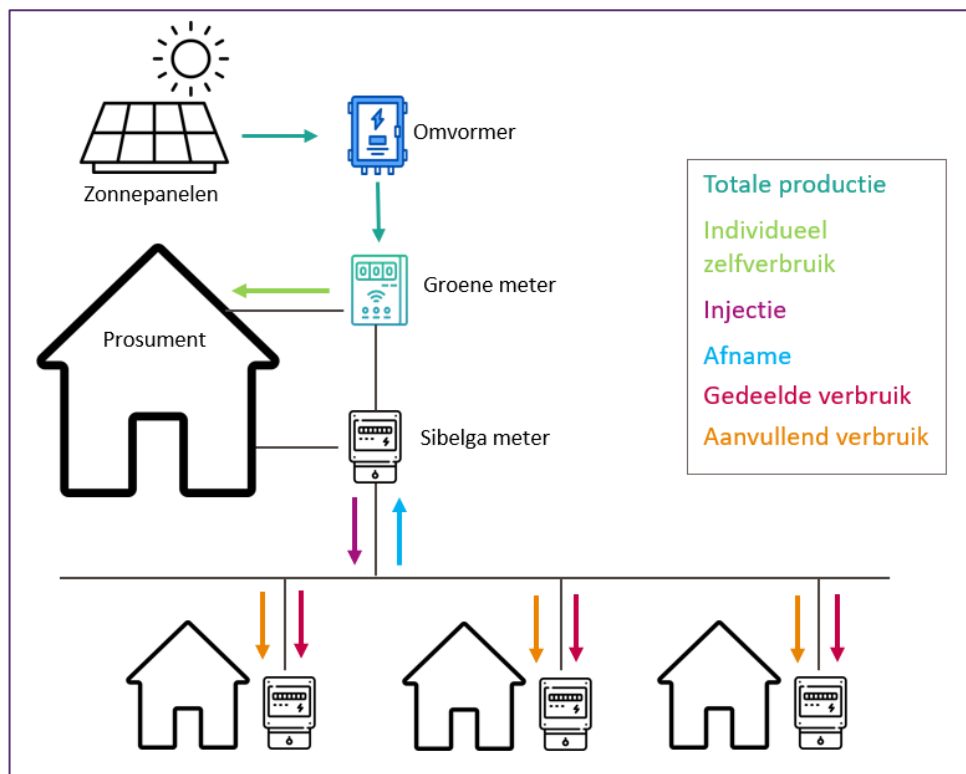 Omvormer
Zonnepanelen
Groene meter
Prosument
Sibelga meter
Totale productie
Individueel
zelfverbruik
Injectie
Afname
Gedeelde verbruik
Aanvullend verbruik